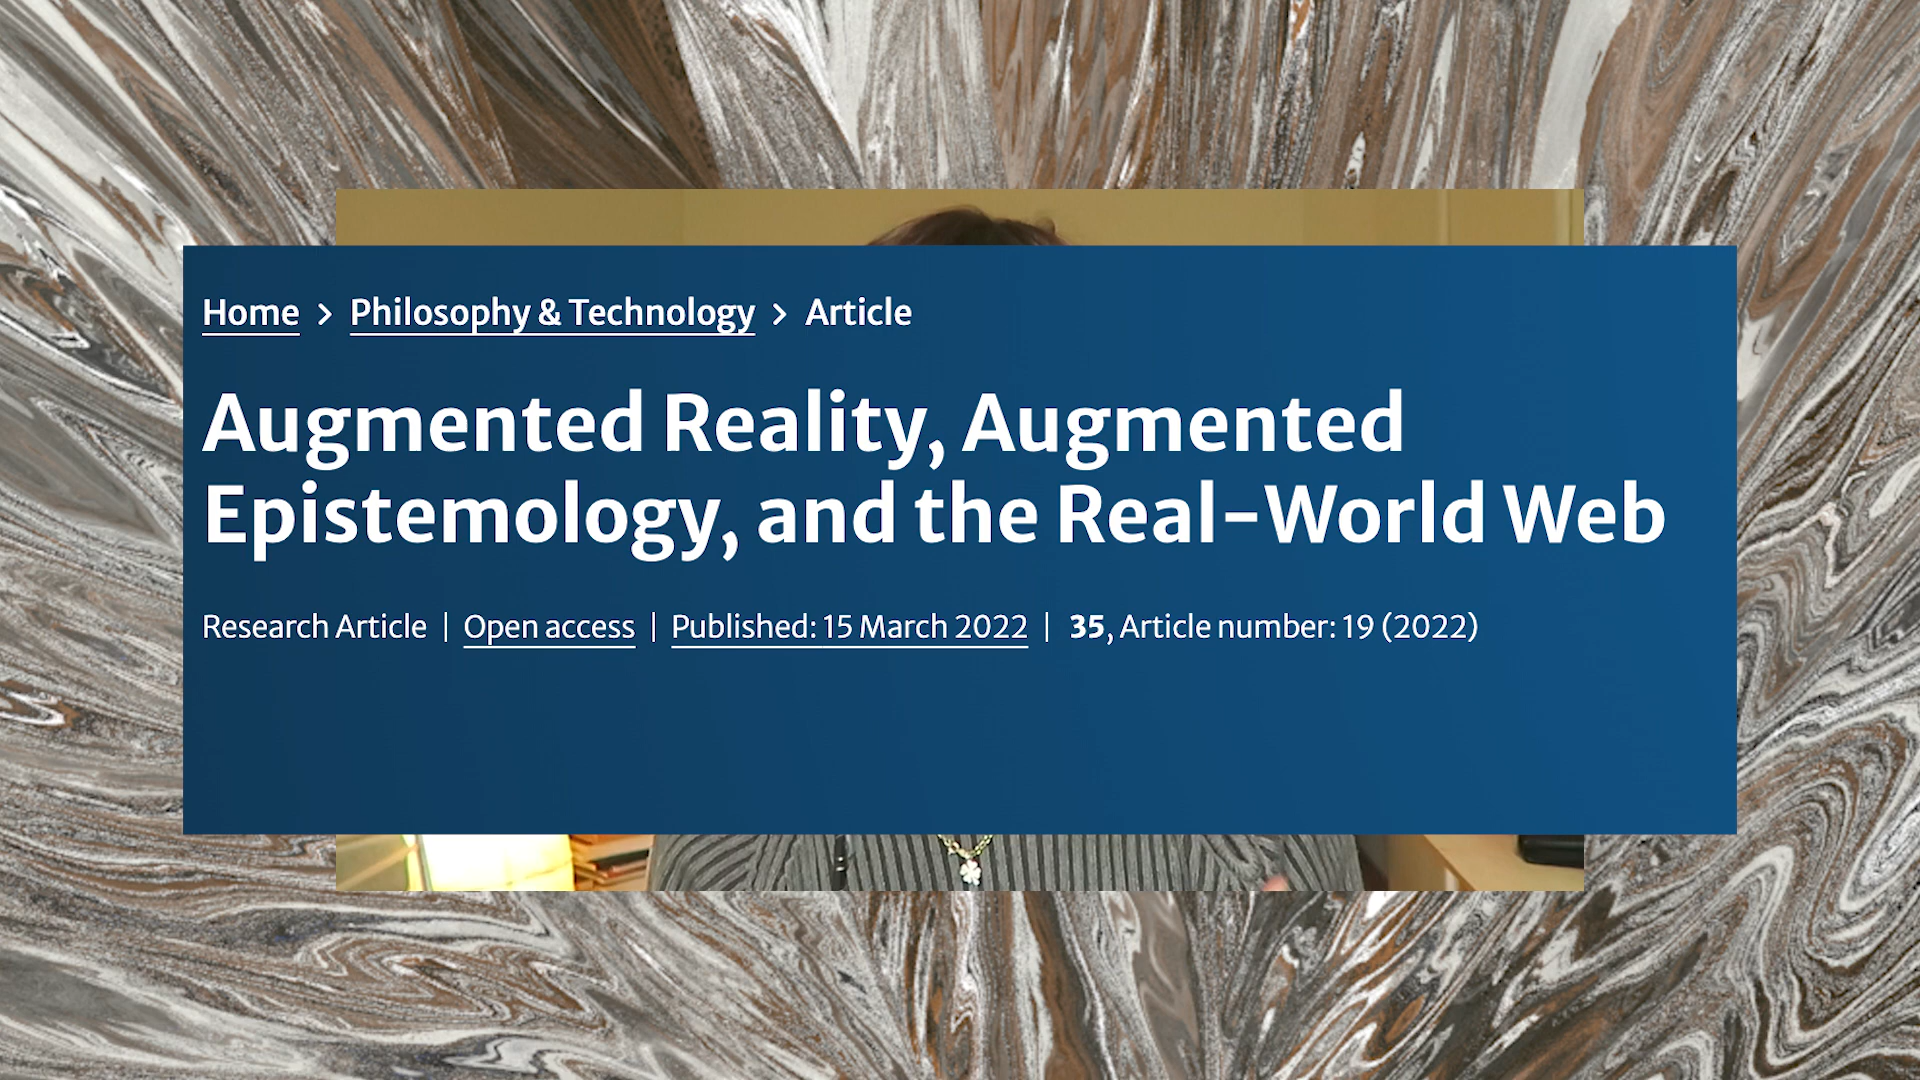 Home > Philosophy & Technology > Article
Augmented Reality, Augmented
Epistemology, and the Real-World Web
Research Article | Open access | Published: 15 March 2022 | 35, Article number: 19 (2022)